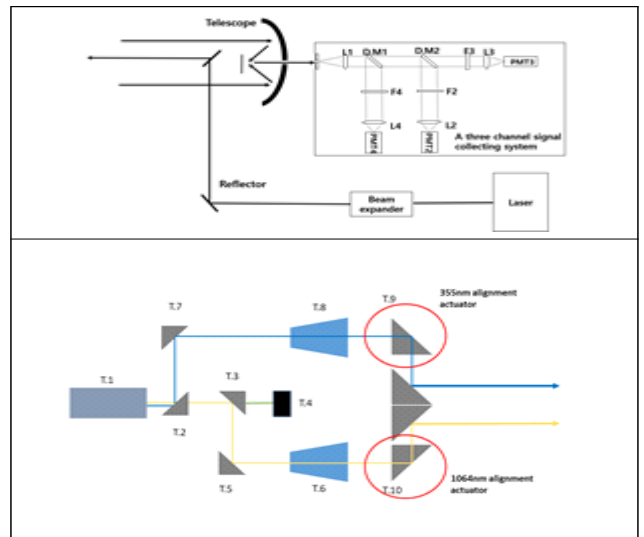 Telescope
L1
D.M1
D.M2
F3
L3
PMT3
F4
F2
L4
L2
PMT4
PMT2
A three channel signal
collecting system
Reflector
Beam
expander
Laser
355nm alignment
actuator
T.7
T.8
T.9
T.1
T.3
T.2
T.4
T.5
T.6
T.10
1064nm alignment
actuator